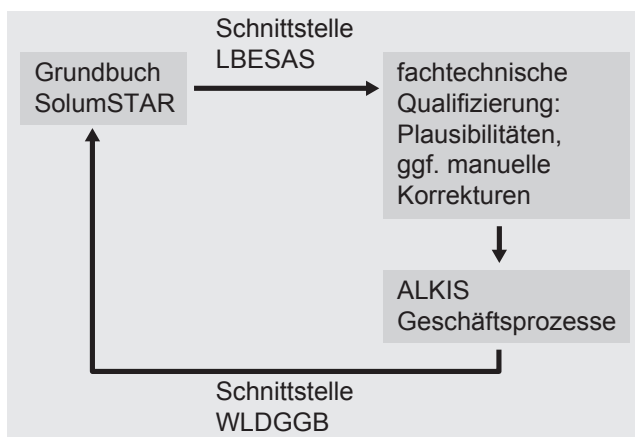 Schnittstelle
LBESAS
Grundbuch
SolumSTAR
fachtechnische
Qualifizierung:
Plausibilitäten,
ggf. manuelle
Korrekturen
ALKIS
Geschäftsprozesse
Schnittstelle
WLDGGB